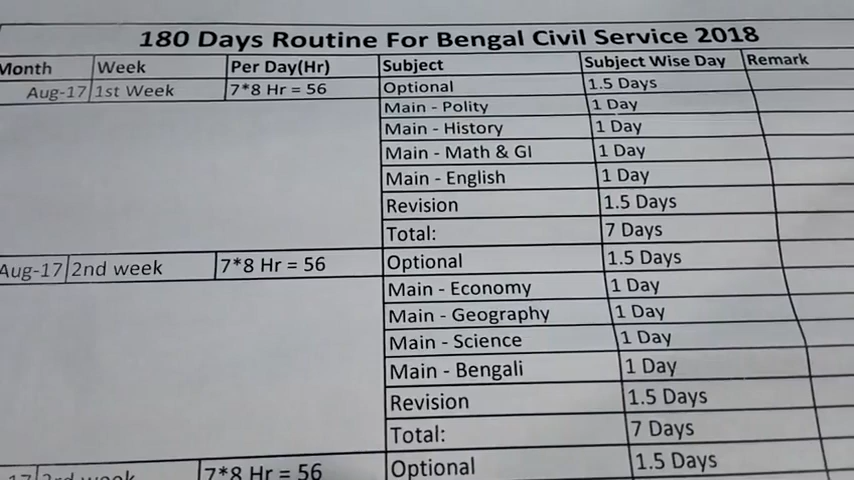 180 Days Routine For Bengal Civil Service 2018
Month Week Per Day(Hr) Subject Subject Wise Day Remark
Aug-17 1st Week 7*8 Hr = 56 Optional 1.5 Days
Main - Polity 1 Day
Main - History 1 Day
Main - Math & GI 1 Day
Main - English 1 Day
Revision 1.5 Days
Total: 7 Days
Aug-17 2nd week 7*8 Hr = 56 Optional 1.5 Days
Main - Economy 1 Day
Main - Geography 1 Day
Main - Science 1 Day
Main - Bengali 1 Day
Revision 1.5 Days
Total: 7 Days
week 7*8 Hr = 56 Optional 1.5 Days